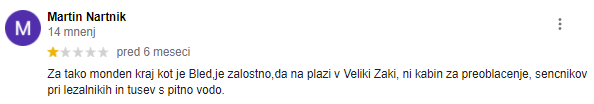 M
Martin Nartnik
14 mnenj
pred 6 meseci
Za tako monden kraj kot je Bled,je zalostno,da na plazi v Veliki Zaki, ni kabin za preoblacenje, sencnikov
pri lezalnikih in tusev s pitno vodo.